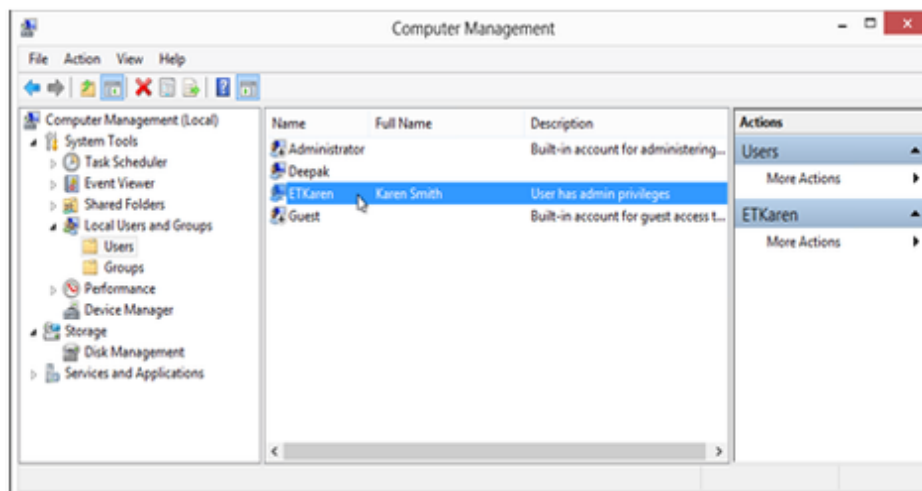 Computer Management
File Action View Help
Computer Management (Local)
System Tools
Task Scheduler
Event Viewer
Shared Folders
Local Users and Groups
Users
Groups
Performance
Device Manager
Storage
Disk Management
Services and Applications
Name Full Name Description
Administrator Built-in account for administering...
Deepak
ETKaren Karen Smith User has admin privileges
Guest Built-in account for guest access t...
Actions
Users
More Actions
ETKaren
More Actions